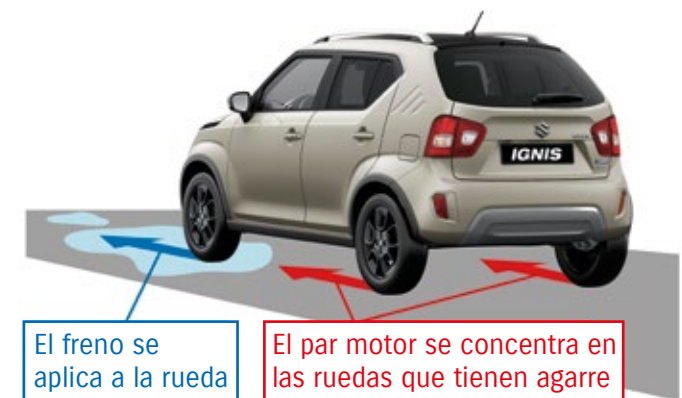 IGNIS
El freno se
aplica a la rueda
El par motor se concentra en
las ruedas que tienen agarre